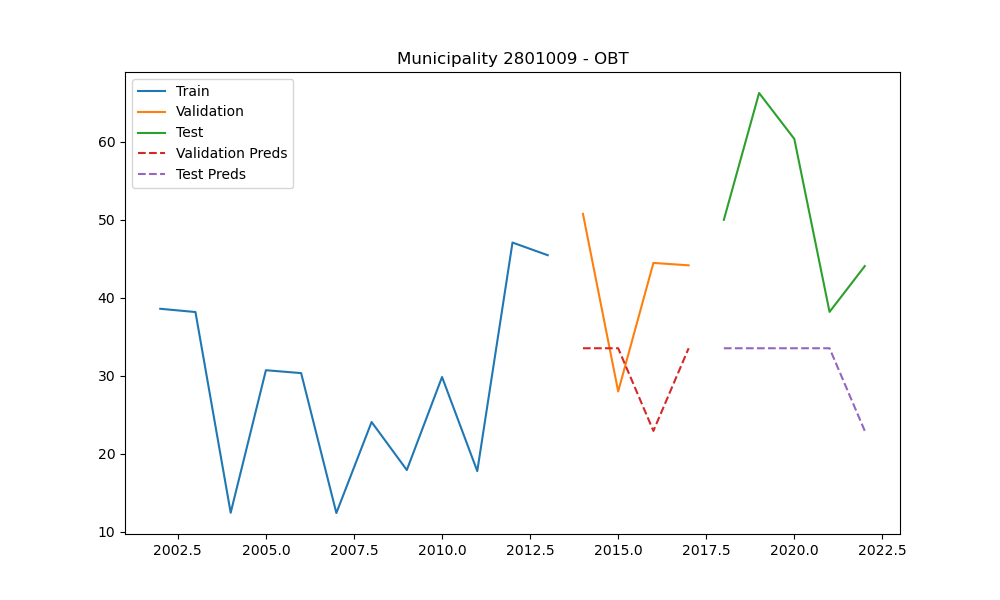 Municipality 2801009 - OBT
Train
Validation
Test
Validation Preds
Test Preds
60
50
40
30
20
10
2002.5 2005.0 2007.5 2010.0 2012.5 2015.0 2017.5 2020.0 2022.5